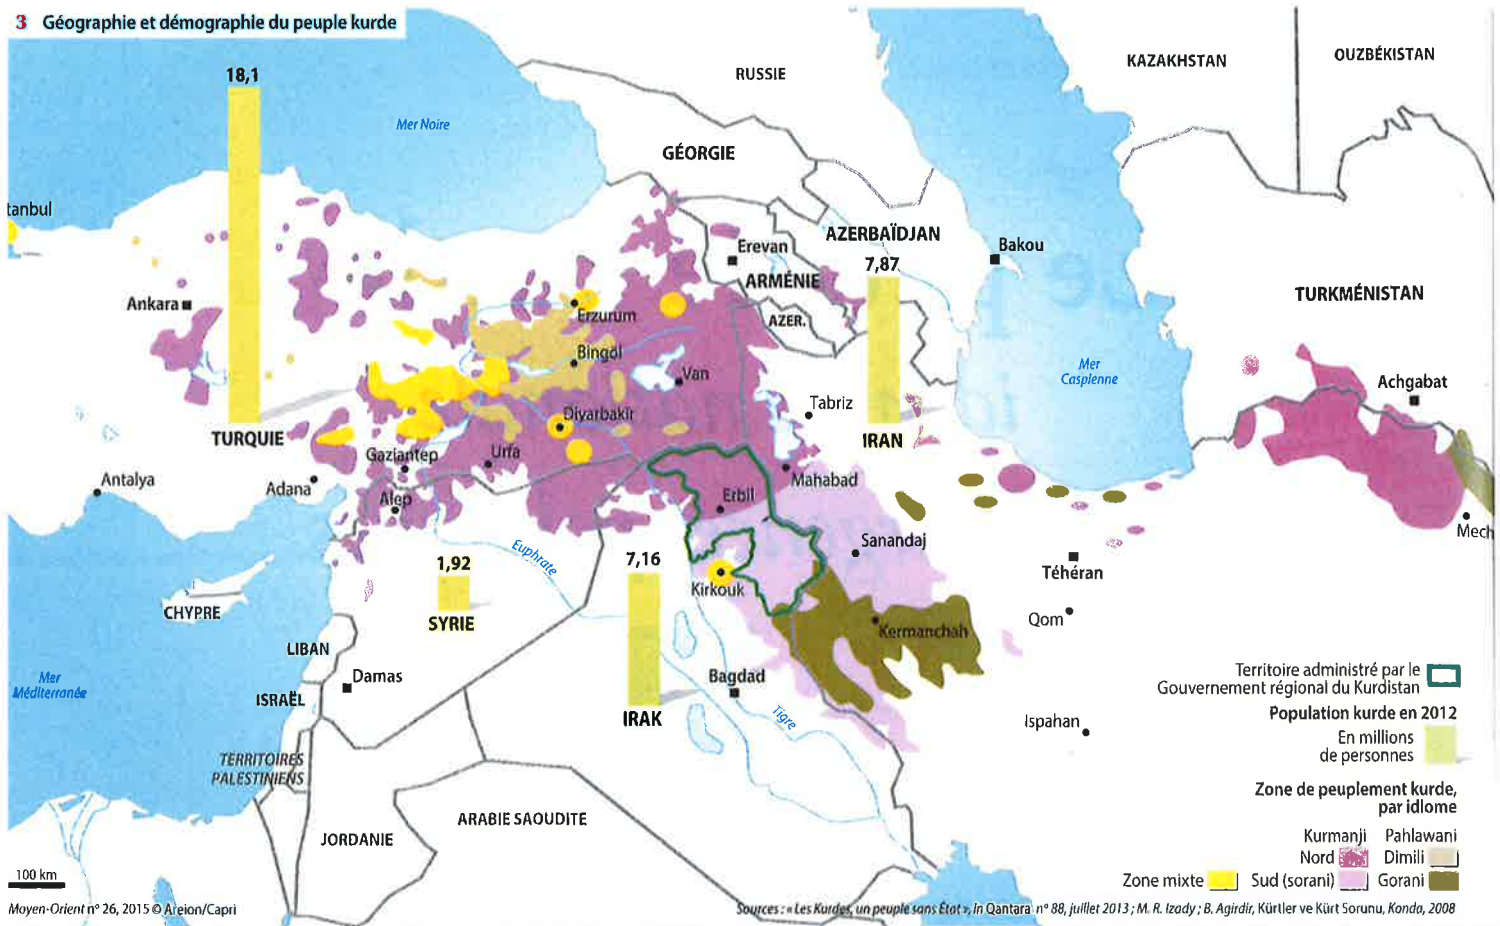 3 Géographie et démographie du peuple kurde
18,1
RUSSIE
KAZAKHSTAN
OUZBÉKISTAN
Mer Noire
GÉORGIE
tanbul
AZERBAÏDJAN
Erevan
Bakou
7,87
ARMÉNIE
TURKMÉNISTAN
Ankara
Erzurum
AZER.
Bingöl
Van
Mer
Caspienne
Achgabat
Diyarbakir
Tabriz
TURQUIE
IRAN
Gaziantep
Urfa
Antalya
Adana
Mahabad
Alep
Erbil
Mech
Sanandaj
Euphrate
1,92
7,16
Téhéran
Kirkouk
CHYPRE
SYRIE
Qom
Kermanchah
LIBAN
Mer
Méditerranée
Damas
Bagdad
ISRAËL
IRAK
Tigre
Ispahan
TERRITOIRES
PALESTINIENS
ARABIE SAOUDITE
JORDANIE
Territoire administré par le
Gouvernement régional du Kurdistan
Population kurde en 2012
En millions
de personnes
Zone de peuplement kurde,
par idiome
Kurmanji Pahlawani
Nord Dimili
Zone mixte Sud (sorani) Gorani
100 km
Moyen-Orient n° 26, 2015 © Areion/Capri
Sources : « Les Kurdes, un peuple sans État », in Qantara n° 88, juillet 2013 ; M. R. Izady ; B. Agirdir, Kürtler ve Kürt Sorunu, Konda, 2008